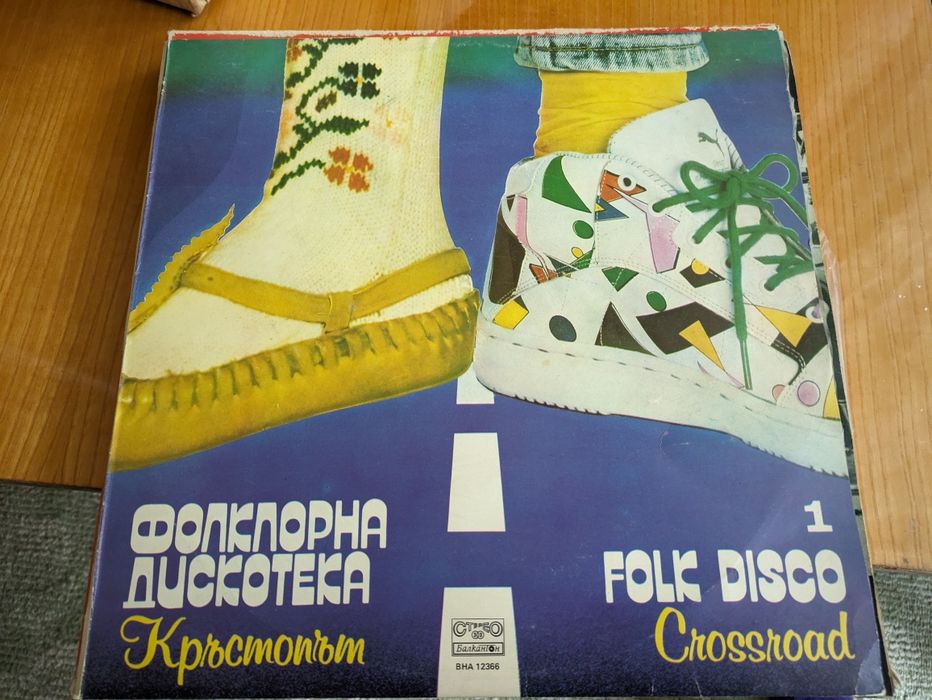 ФОЛКЛОРНА
ДИСКОТЕКА
Кръстопът
1
FOLK DISCO
Crossroad
СТЕРЕО
Балкантон
ВНА 12366